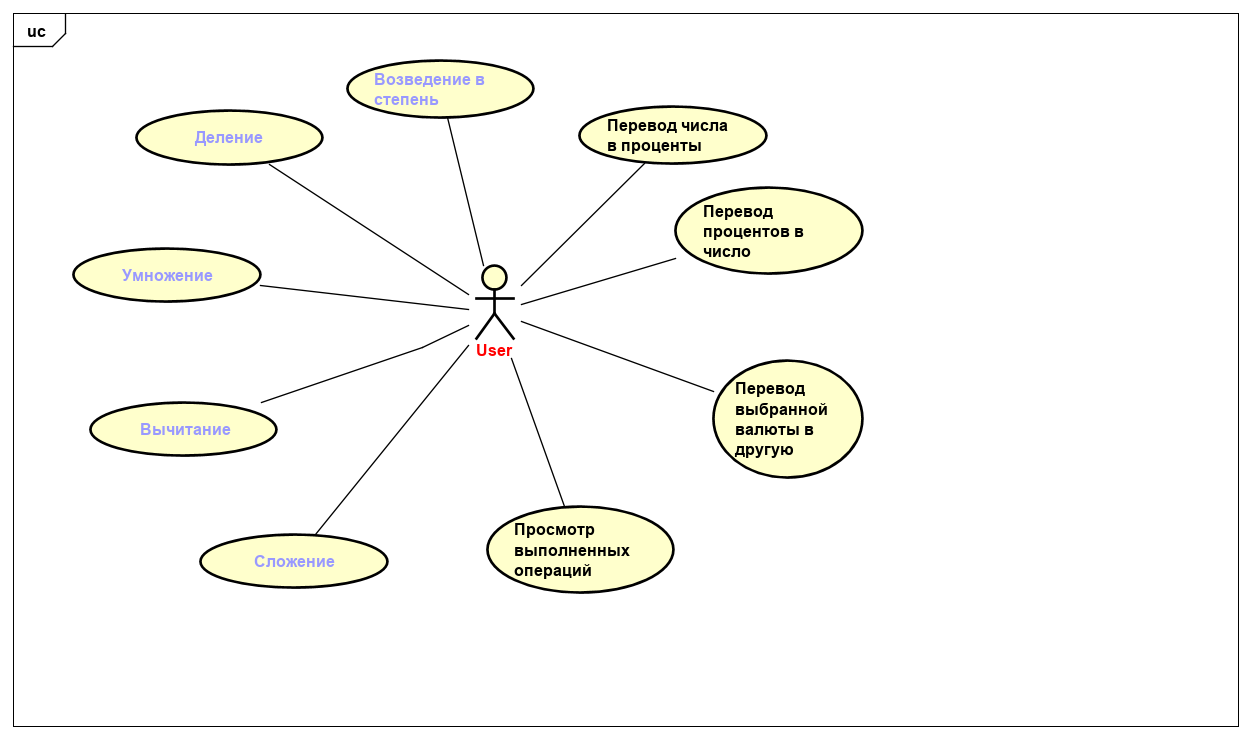 uc
Возведение в
степень
Деление
Перевод числа
в проценты
Перевод
процентов в
число
Умножение
User
Перевод
выбранной
валюты в
другую
Вычитание
Просмотр
выполненных
операций
Сложение